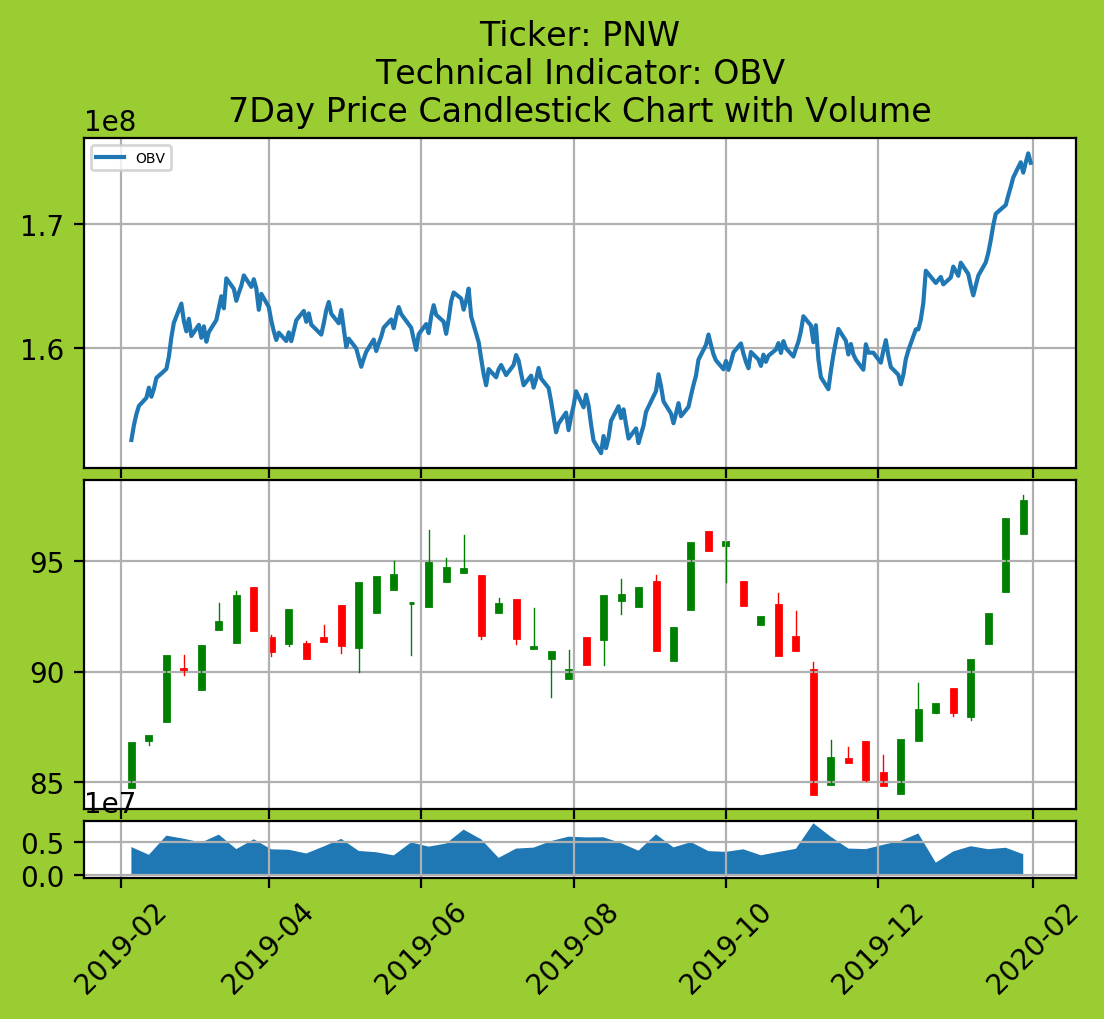 Ticker: PNW
Technical Indicator: OBV
7Day Price Candlestick Chart with Volume
1e8
OBV
1.7
1.6
95
90
85
1e7
0.5
0.0
2019-02
2019-04
2019-06
2019-08
2019-10
2019-12
2020-02